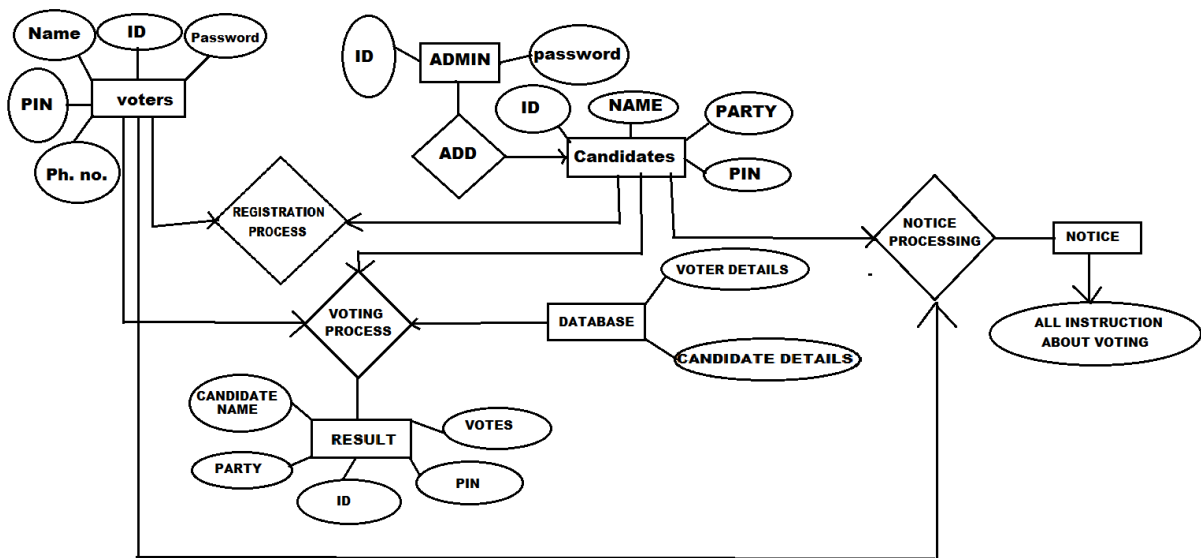 Name
ID
Password
PIN
voters
Ph. no.
ID
ADMIN
password
ADD
ID
NAME
PARTY
Candidates
PIN
REGISTRATION
PROCESS
NOTICE
PROCESSING
NOTICE
ALL INSTRUCTION
ABOUT VOTING
VOTING
PROCESS
DATABASE
VOTER DETAILS
CANDIDATE DETAILS
CANDIDATE
NAME
PARTY
RESULT
VOTES
ID
PIN